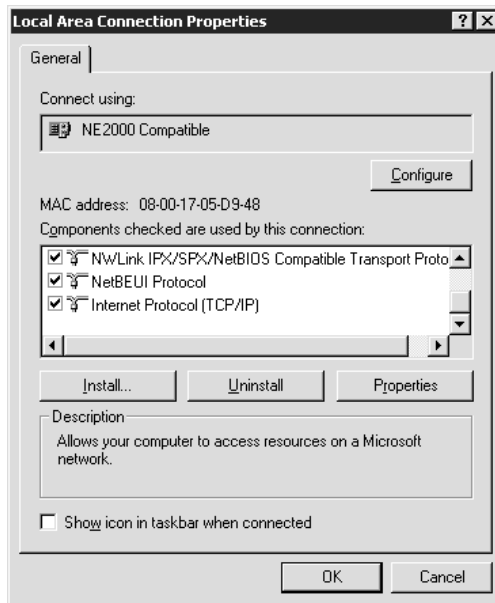 Local Area Connection Properties
General
Connect using:
NE2000 Compatible
Configure
MAC address: 08-00-17-05-D9-48
Components checked are used by this connection:
NWLink IPX/SPX/NetBIOS Compatible Transport Proto
NetBEUI Protocol
Internet Protocol (TCP/IP)
Install... Uninstall Properties
Description
Allows your computer to access resources on a Microsoft
network.
Show icon in taskbar when connected
OK Cancel